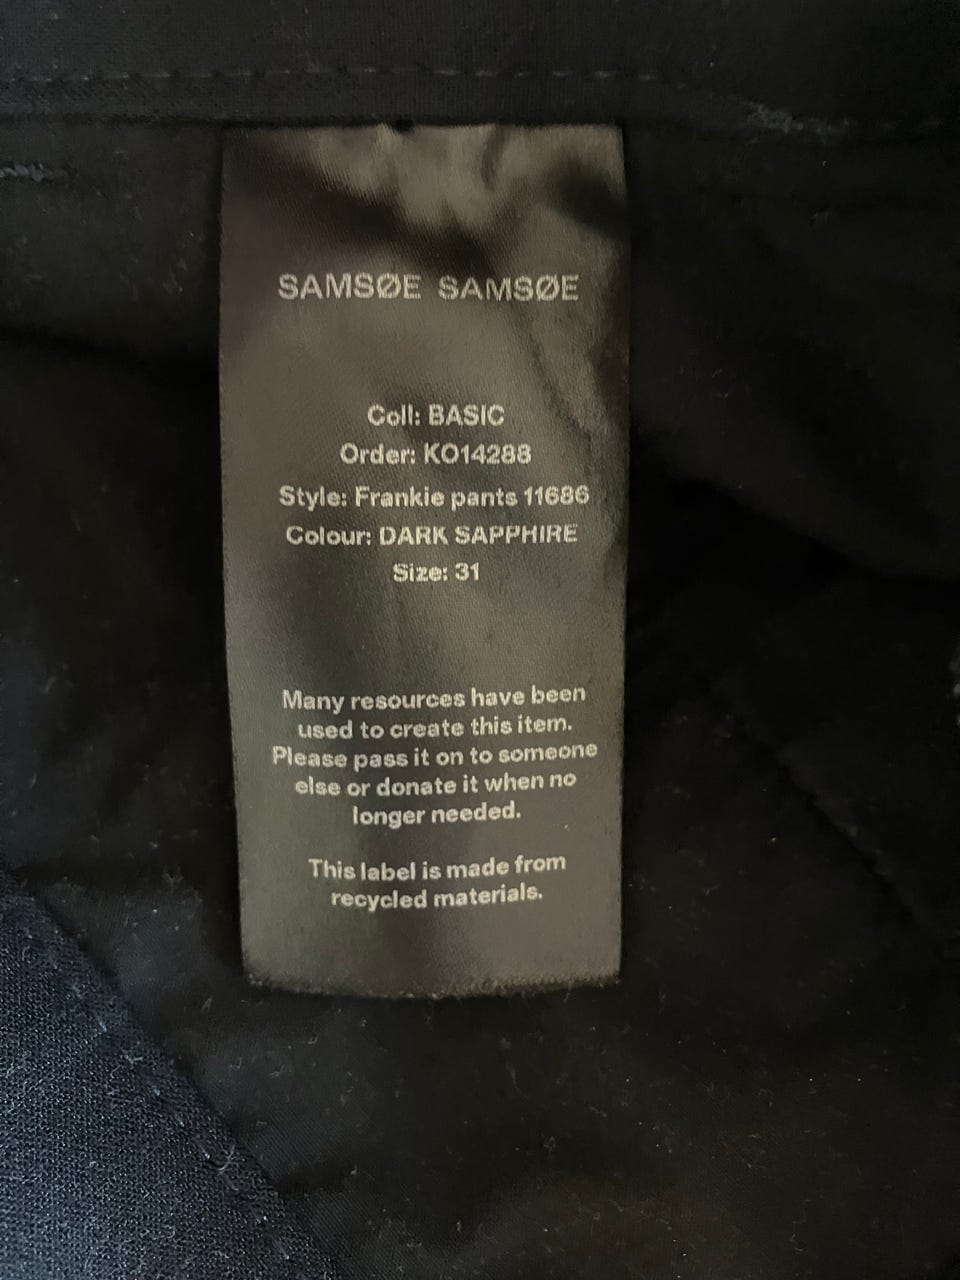 SAMSØE SAMSØE
Coll: BASIC
Order: KO14288
Style: Frankie pants 11686
Colour: DARK SAPPHIRE
Size: 31
Many resources have been
used to create this item.
Please pass it on to someone
else or donate it when no
longer needed.
This label is made from
recycled materials.